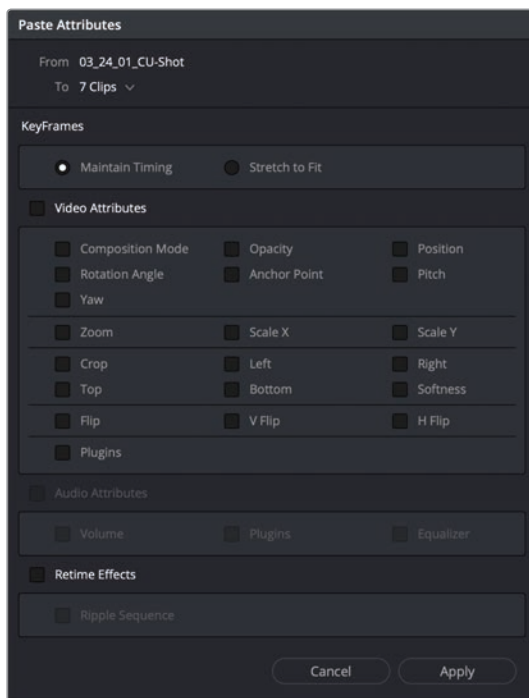 Paste Attributes
From 03_24_01_CU-Shot
To 7 Clips
KeyFrames
Maintain Timing Stretch to Fit
Video Attributes
Composition Mode Opacity Position
Rotation Angle Anchor Point Pitch
Yaw
Zoom Scale X Scale Y
Crop Left Right
Top Bottom Softness
Flip V Flip H Flip
Plugins
Audio Attributes
Volume Plugins Equalizer
Retime Effects
Ripple Sequence
Cancel Apply